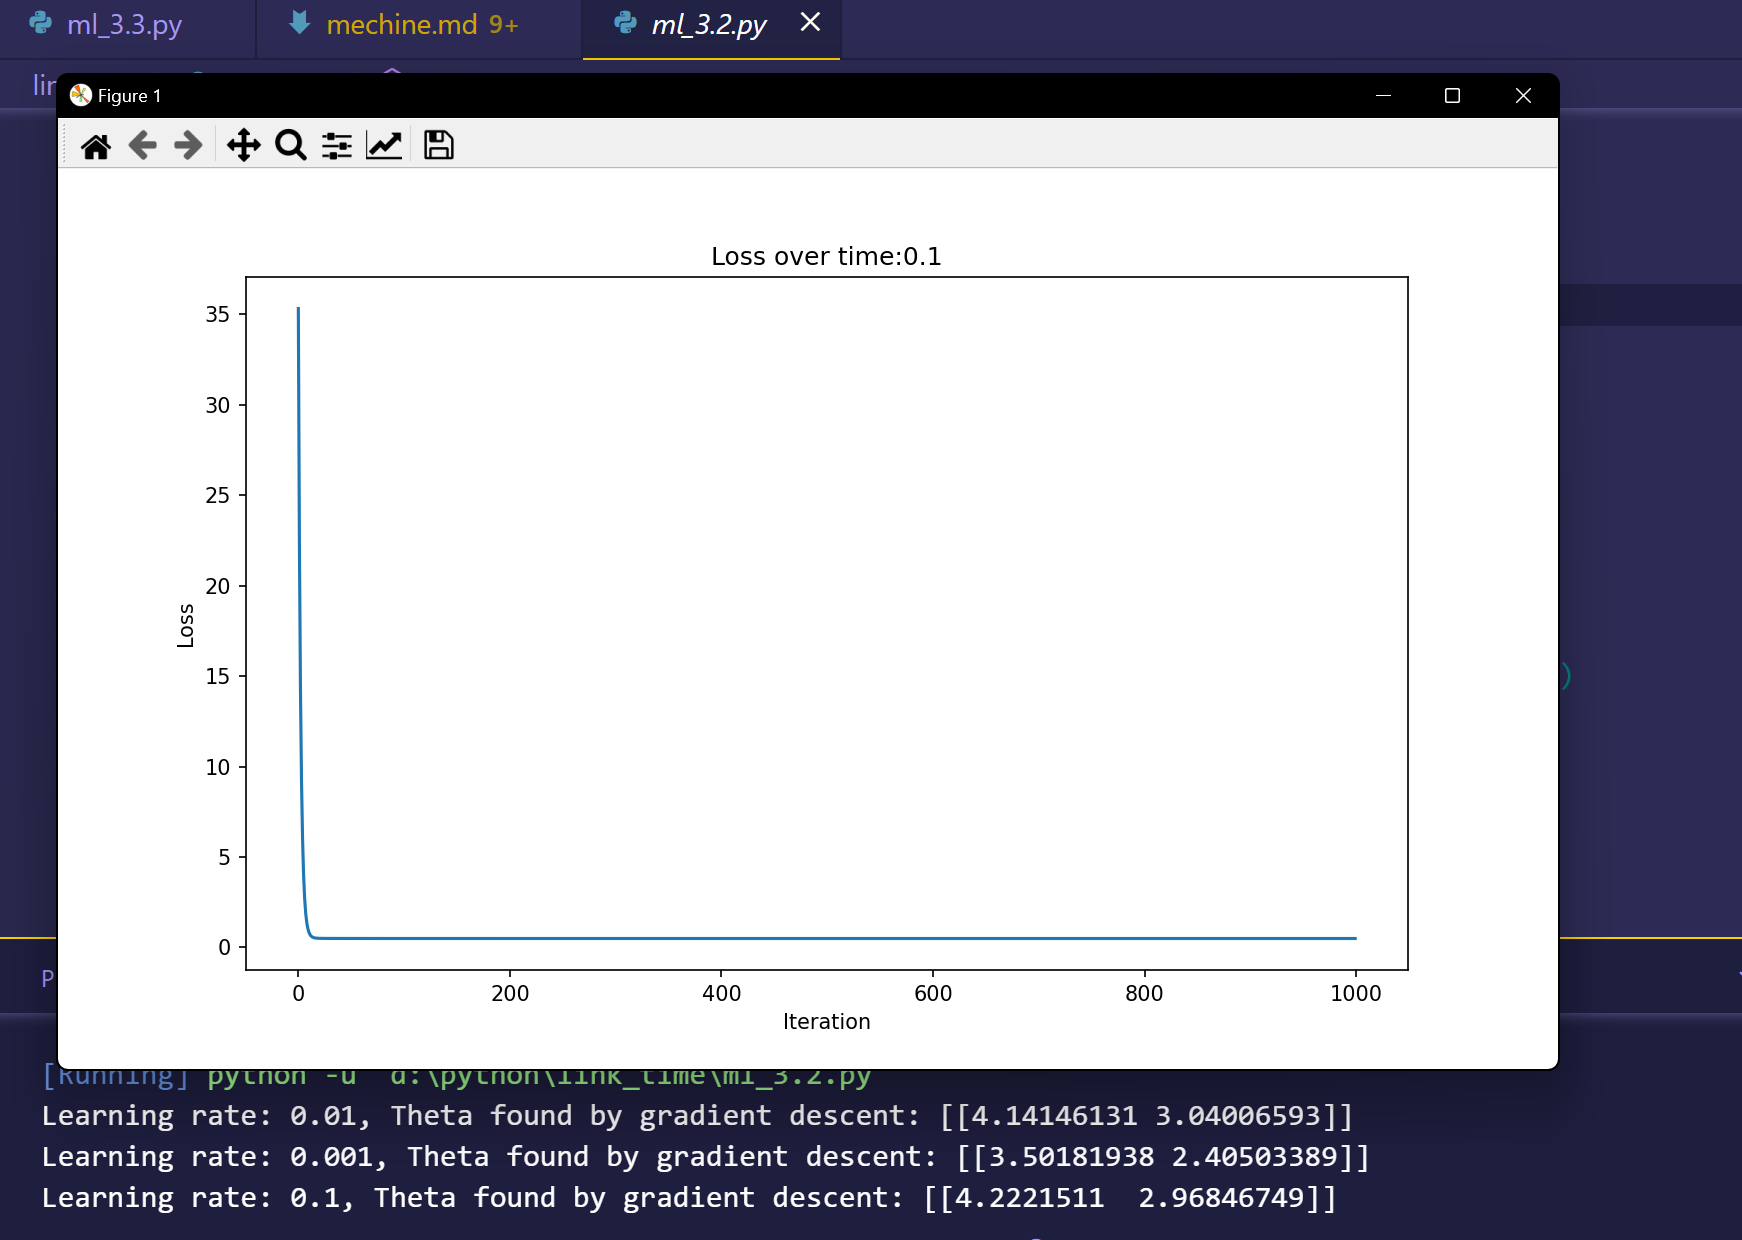 ml_3.3.py
mechine.md 9+
ml_3.2.py
Figure 1
Loss over time:0.1
35
30
25
20
15
10
5
0
Loss
0 200 400 600 800 1000
Iteration
[Running] python -u "d:\python\link_time\ml_3.2.py
Learning rate: 0.01, Theta found by gradient descent: [[4.14146131 3.04006593]]
Learning rate: 0.001, Theta found by gradient descent: [[3.50181938 2.40503389]]
Learning rate: 0.1, Theta found by gradient descent: [[4.2221511  2.96846749]]